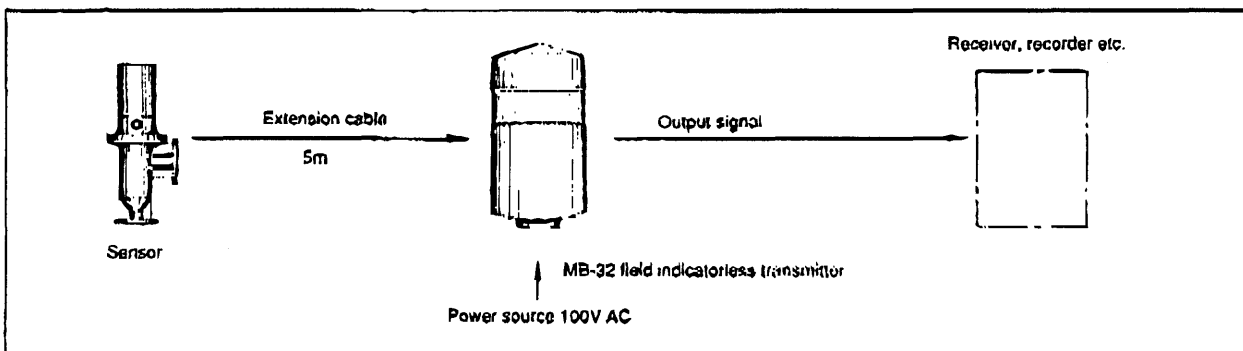 Receiver, recorder etc.
Extension cable
5m
Output signal
Sensor
MB-32 field indicatorless transmitter
Power source 100V AC